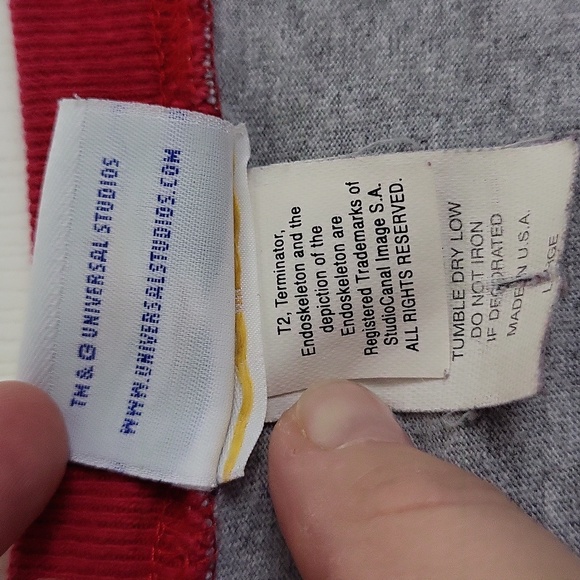 TM & © UNIVERSAL STUDIOS
WWW.UNIVERSALSTUDIOS.COM
T2, Terminator,
Endoskeleton and the
depiction of the
Endoskeleton are
Registered Trademarks of
StudioCanal Image S.A.
ALL RIGHTS RESERVED.
TUMBLE DRY LOW
DO NOT IRON
IF DECORATED
MADE IN U.S.A.
LARGE